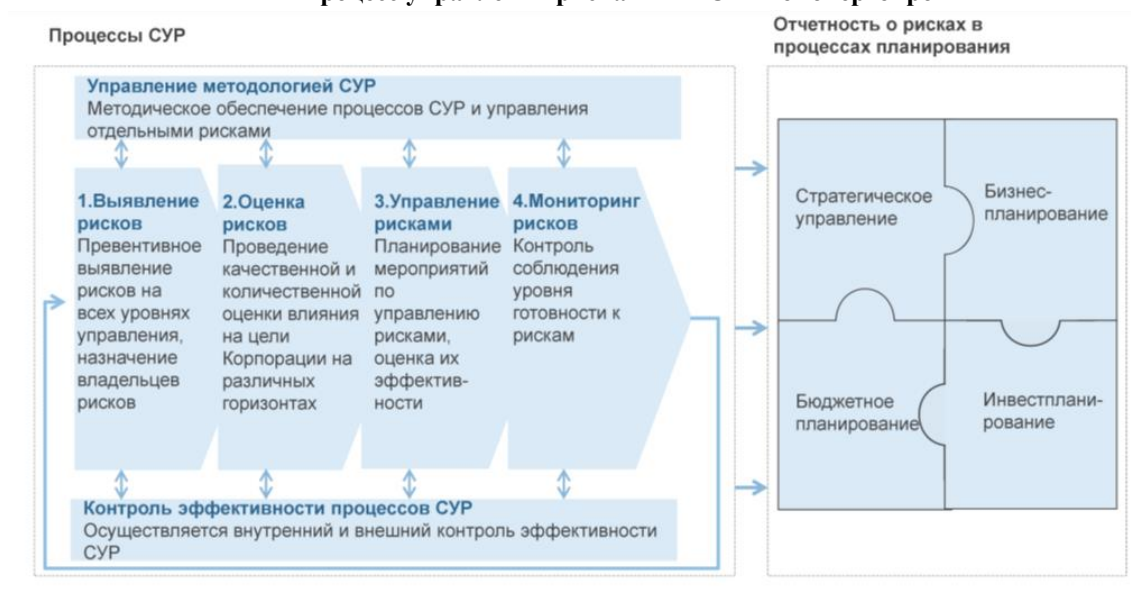 Процессы СУР
Отчетность о рисках в
процессах планирования
Управление методологией СУР
Методическое обеспечение процессов СУР и управления
отдельными рисками
1.Выявление
рисков
Превентивное
выявление
рисков на
всех уровнях
управления,
назначение
владельцев
рисков
2.Оценка
рисков
Проведение
качественной и
количественной
оценки влияния
на цели
Корпорации на
различных
горизонтах
3.Управление
рисками
Планирование
мероприятий
по
управлению
рисками,
оценка их
эффектив-
ности
4.Мониторинг
рисков
Контроль
соблюдения
уровня
готовности к
рискам
Контроль эффективности процессов СУР
Осуществляется внутренний и внешний контроль эффективности
СУР
Стратегическое
управление
Бизнес-
планирование
Бюджетное
планирование
Инвестплани-
рование